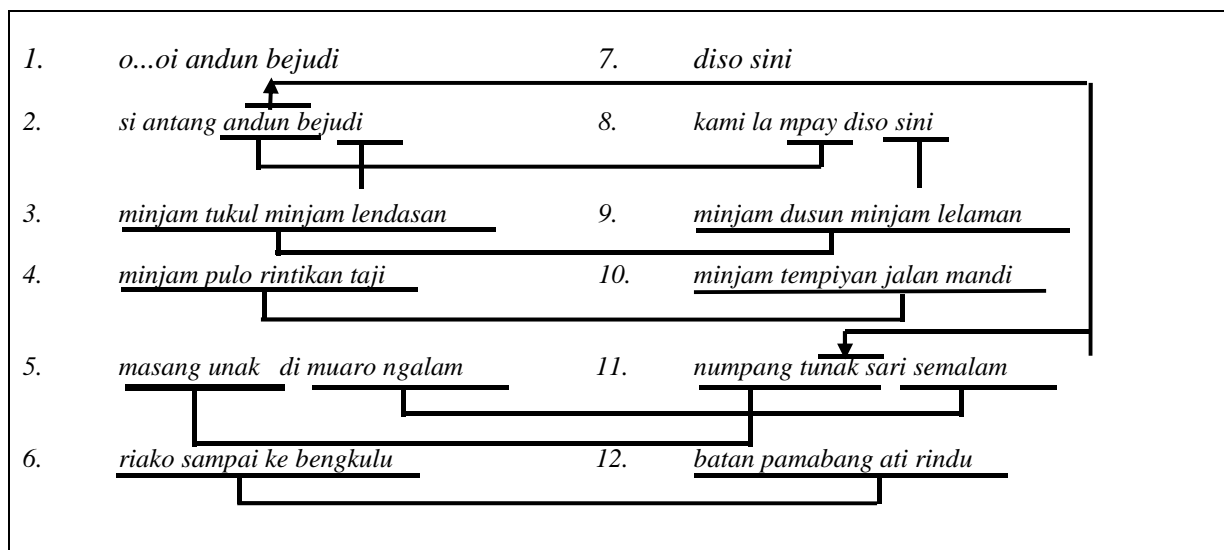 1. o...oi andun bejudi
2. si antang andun bejudi
3. minjam tukul minjam lendasan
4. minjam pulo rintikan taji
5. masang unak di muaro ngalam
6. riako sampai ke bengkulu
7. diso sini
8. kami la mpay diso sini
9. minjam dusun minjam lelaman
10. minjam tempiyan jalan mandi
11. numpang tunak sari semalam
12. batan pamabang ati rindu